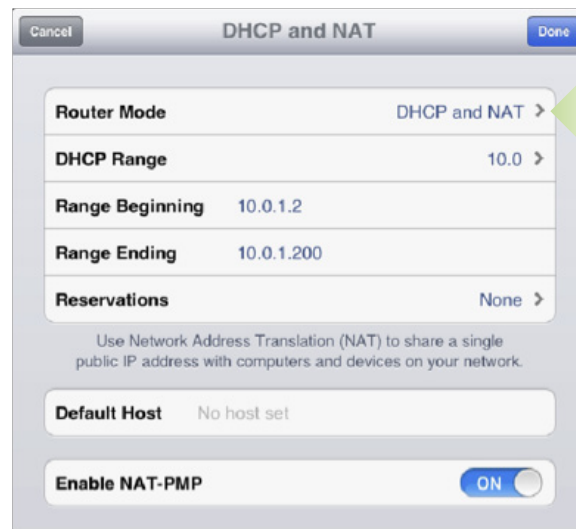 Cancel DHCP and NAT Done
Router Mode DHCP and NAT
DHCP Range 10.0
Range Beginning 10.0.1.2
Range Ending 10.0.1.200
Reservations None
Use Network Address Translation (NAT) to share a single
public IP address with computers and devices on your network.
Default Host No host set
Enable NAT-PMP ON